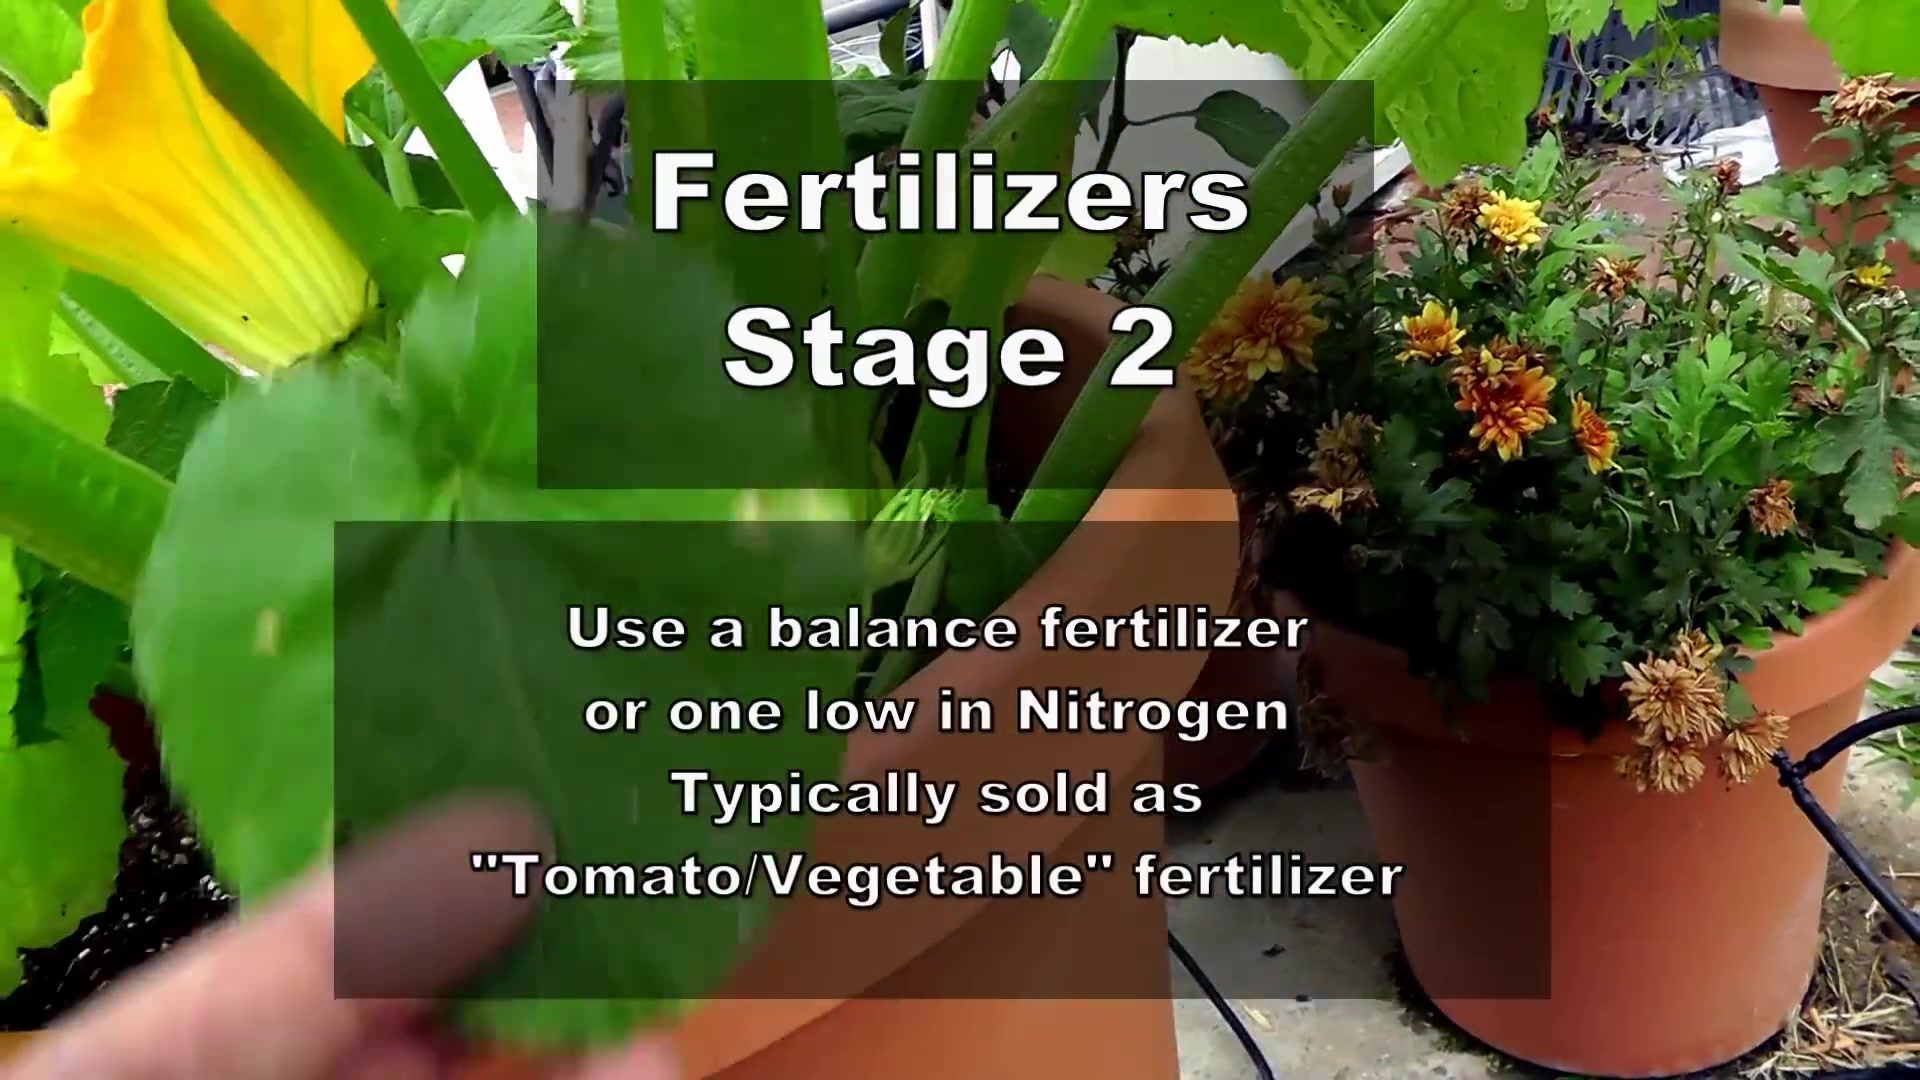 Fertilizers
Stage 2
Use a balance fertilizer
or one low in Nitrogen
Typically sold as
"Tomato/Vegetable" fertilizer